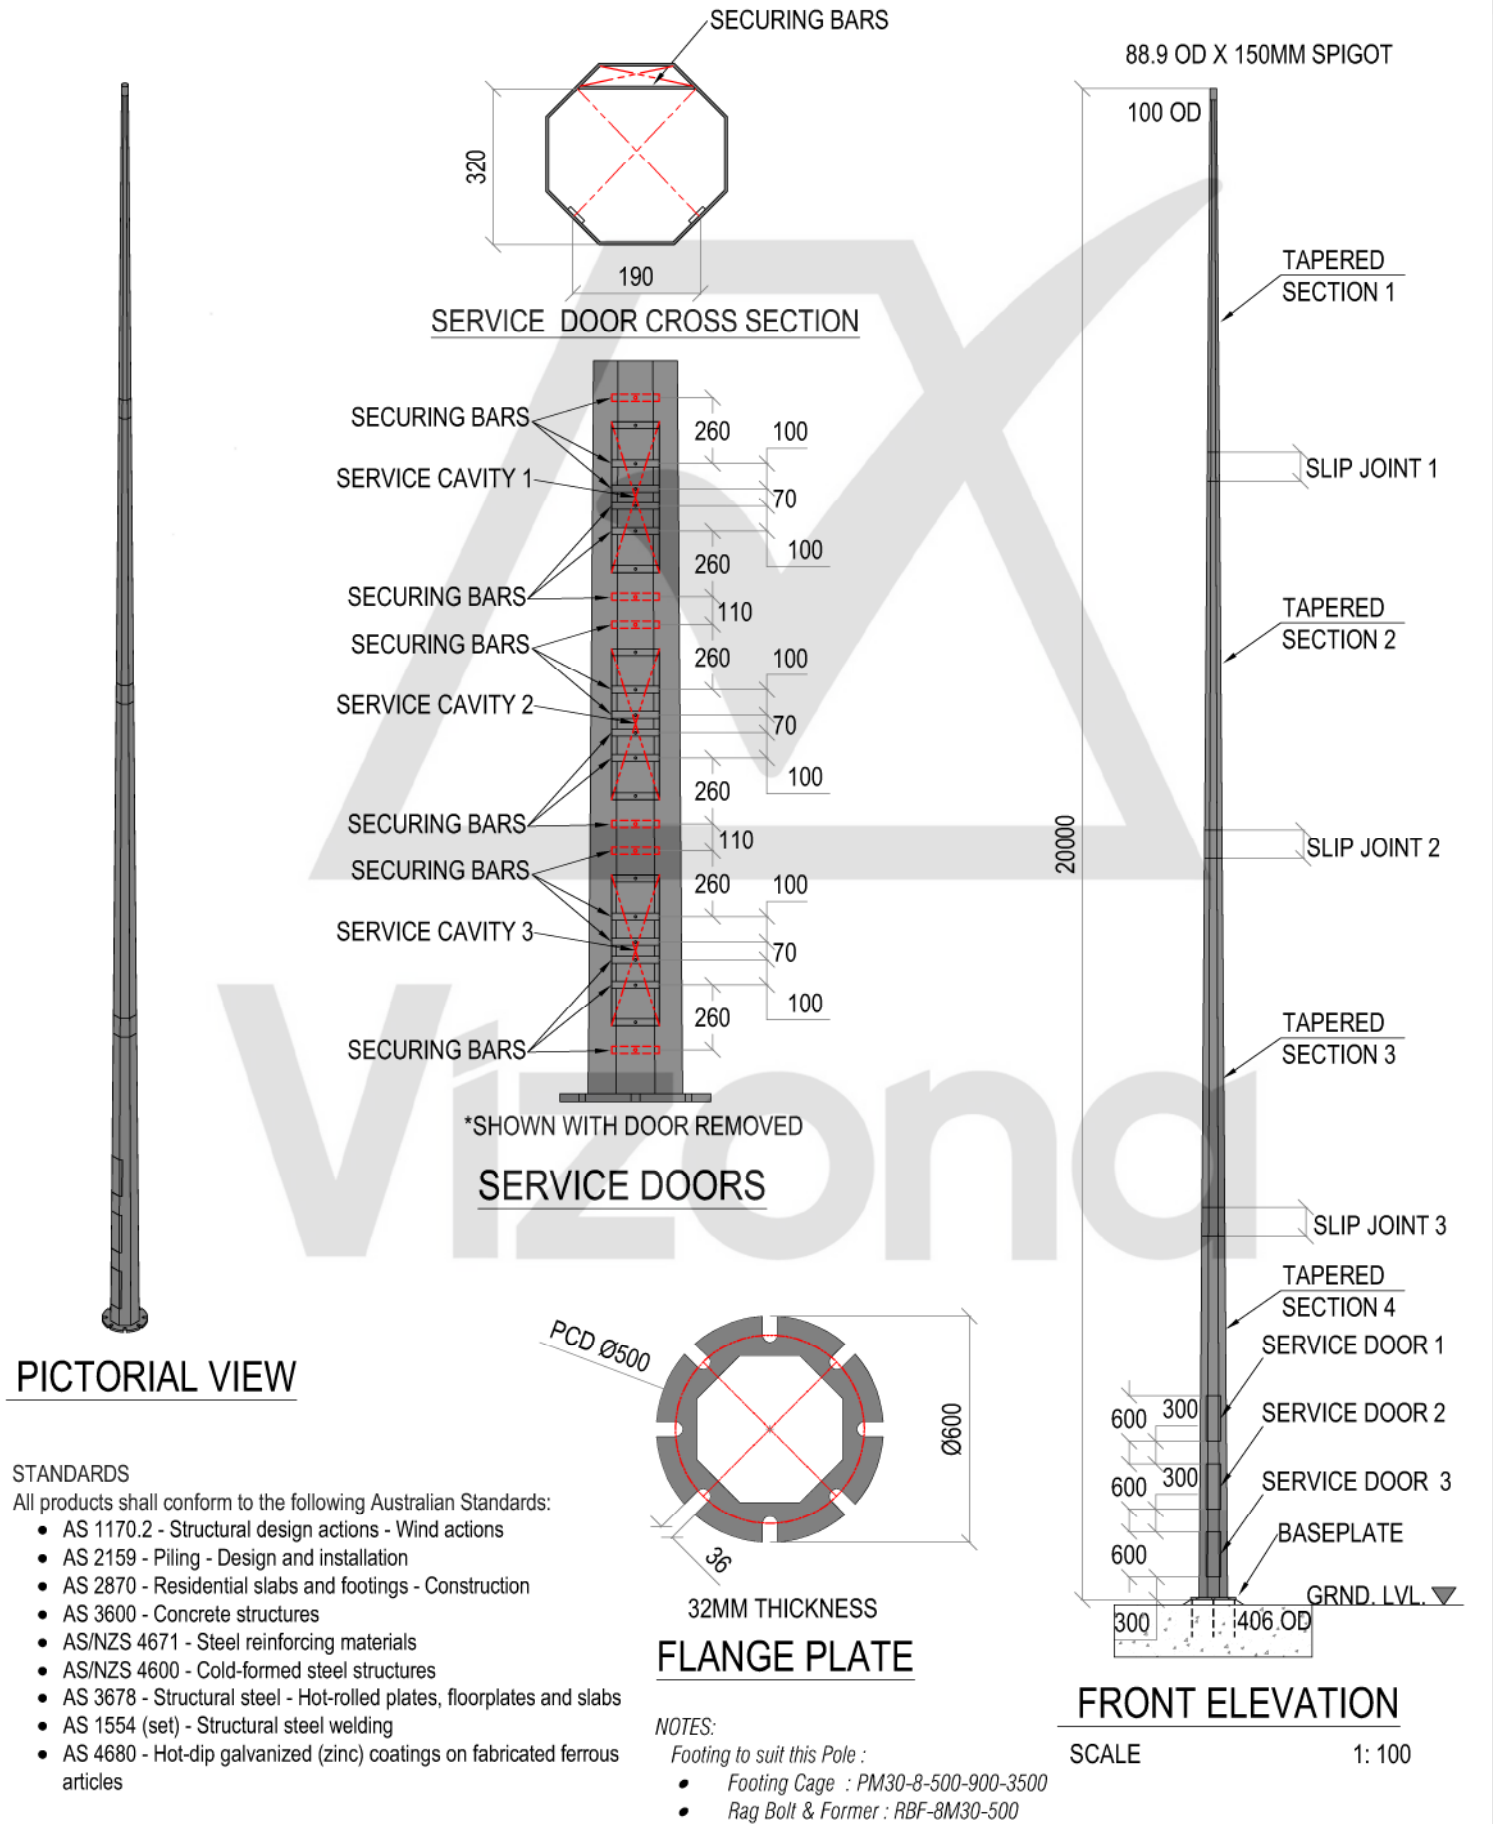 SECURING BARS
320
190
SERVICE DOOR CROSS SECTION
88.9 OD X 150MM SPIGOT
100 OD
TAPERED
SECTION 1
SLIP JOINT 1
TAPERED
SECTION 2
20000
SLIP JOINT 2
TAPERED
SECTION 3
SLIP JOINT 3
TAPERED
SECTION 4
SERVICE DOOR 1
600
300
SERVICE DOOR 2
600
300
SERVICE DOOR 3
600
BASEPLATE
GRND. LVL.
300
406 OD
FRONT ELEVATION
SCALE 1: 100
SECURING BARS
260
100
SERVICE CAVITY 1
70
260
100
SECURING BARS
110
SECURING BARS
260
100
SERVICE CAVITY 2
70
260
100
SECURING BARS
110
SECURING BARS
260
100
SERVICE CAVITY 3
70
260
100
SECURING BARS
*SHOWN WITH DOOR REMOVED
SERVICE DOORS
Vizona
PCD Ø500
Ø600
36
32MM THICKNESS
FLANGE PLATE
PICTORIAL VIEW
STANDARDS
All products shall conform to the following Australian Standards:
● AS 1170.2 - Structural design actions - Wind actions
● AS 2159 - Piling - Design and installation
● AS 2870 - Residential slabs and footings - Construction
● AS 3600 - Concrete structures
● AS/NZS 4671 - Steel reinforcing materials
● AS/NZS 4600 - Cold-formed steel structures
● AS 3678 - Structural steel - Hot-rolled plates, floorplates and slabs
● AS 1554 (set) - Structural steel welding
● AS 4680 - Hot-dip galvanized (zinc) coatings on fabricated ferrous
articles
NOTES:
Footing to suit this Pole :
● Footing Cage : PM30-8-500-900-3500
● Rag Bolt & Former : RBF-8M30-500